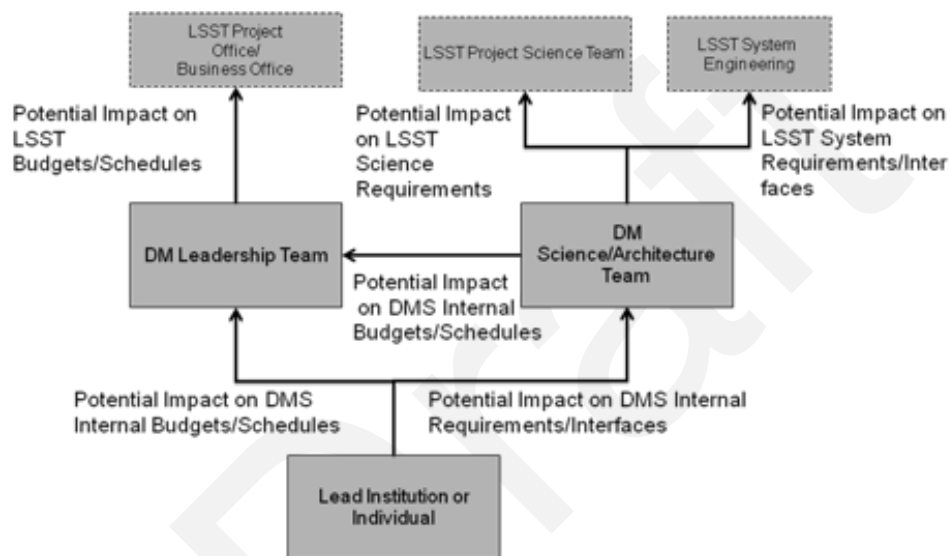 LSST Project
Office/
Business Office
LSST Project Science Team
LSST System
Engineering
Potential Impact on
LSST
Budgets/Schedules
Potential Impact
on LSST
Science
Requirements
Potential Impact on
LSST System
Requirements/Inter
faces
DM Leadership Team
DM
Science/Architecture
Team
Potential Impact
on DMS Internal
Budgets/Schedules
Potential Impact on DMS
Internal Budgets/Schedules
Potential Impact on DMS Internal
Requirements/Interfaces
Lead Institution or
Individual
Draft